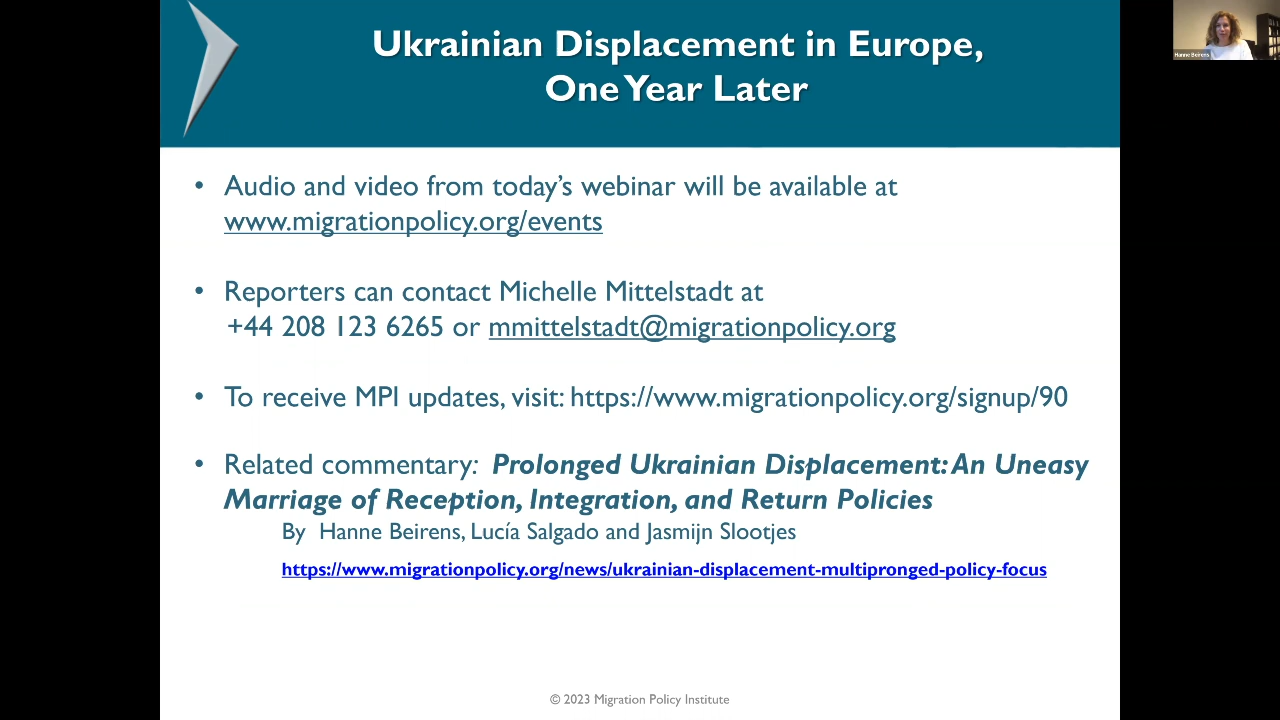 Ukrainian Displacement in Europe,
One Year Later
Hanne Beirens
• Audio and video from today's webinar will be available at
www.migrationpolicy.org/events
• Reporters can contact Michelle Mittelstadt at
+44 208 123 6265 or mmittelstadt@migrationpolicy.org
• To receive MPI updates, visit: https://www.migrationpolicy.org/signup/90
• Related commentary: Prolonged Ukrainian Displacement: An Uneasy
Marriage of Reception, Integration, and Return Policies
By Hanne Beirens, Lucía Salgado and Jasmijn Slootjes
https://www.migrationpolicy.org/news/ukrainian-displacement-multipronged-policy-focus
© 2023 Migration Policy Institute